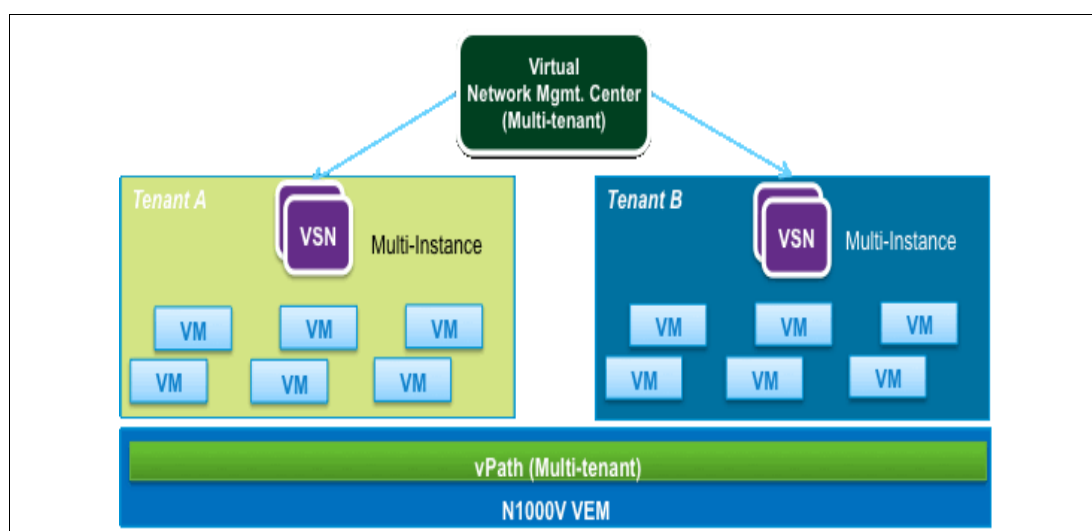 Virtual
Network Mgmt. Center
(Multi-tenant)
Tenant A
VSN
Multi-Instance
VM VM VM
VM VM VM
Tenant B
VSN
Multi-Instance
VM VM VM
VM VM VM
vPath (Multi-tenant)
N1000V VEM